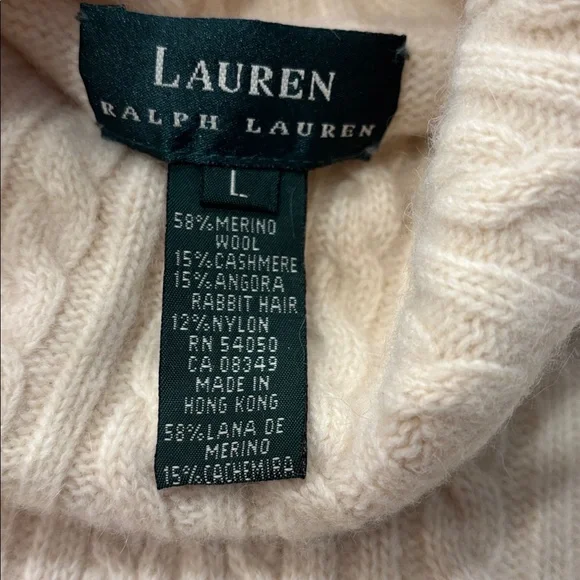 LAUREN
RALPH LAUREN
L
58%MERINO
WOOL
15%CASHMERE
15%ANGORA
RABBIT HAIR
12%NYLON
RN 54050
CA 08349
MADE IN
HONG KONG
58%LANA DE
MERINO
15%CACHEMIRA